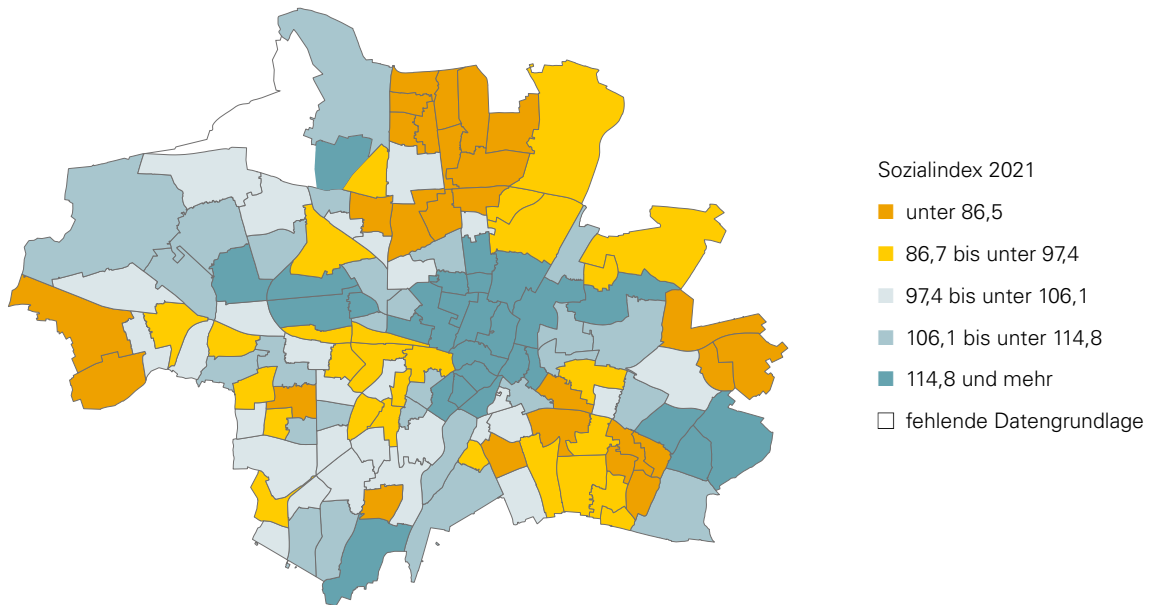 Sozialindex 2021
unter 86,5
86,7 bis unter 97,4
97,4 bis unter 106,1
106,1 bis unter 114,8
114,8 und mehr
fehlende Datengrundlage